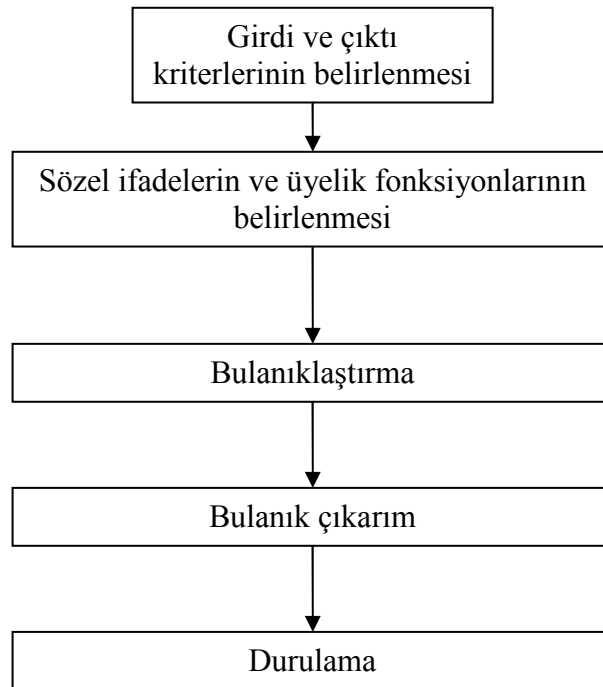 Girdi ve çıktı
kriterlerinin belirlenmesi
Sözel ifadelerin ve üyelik fonksiyonlarının
belirlenmesi
Bulanıklaştırma
Bulanık çıkarım
Durulama